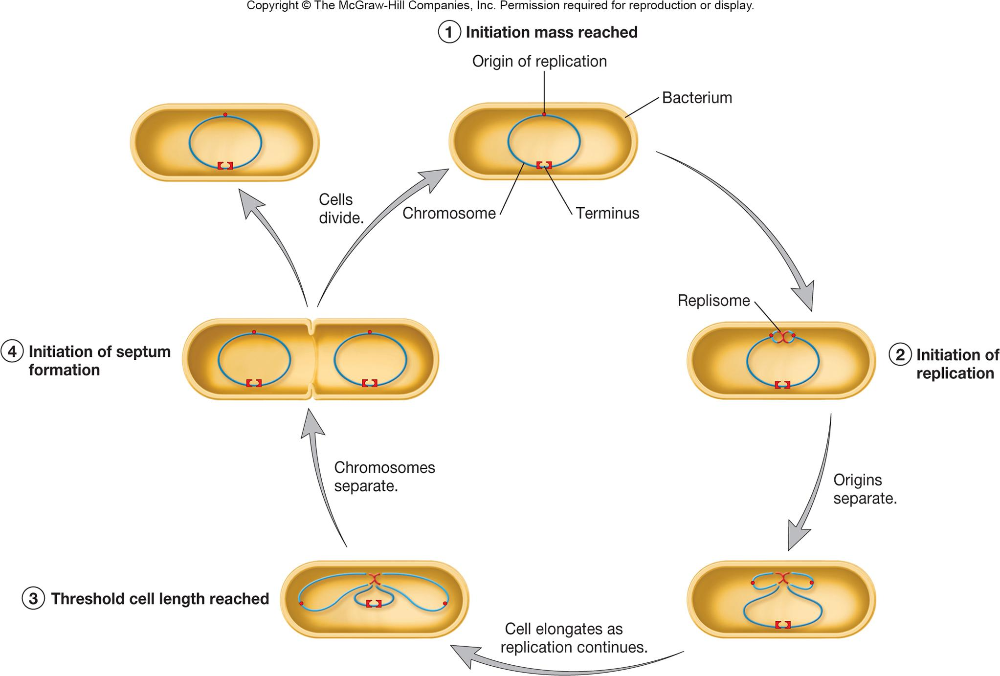 Copyright © The McGraw-Hill Companies, Inc. Permission required for reproduction or display.
1 Initiation mass reached
Origin of replication
Bacterium
Cells
divide.
Chromosome
Terminus
Replisome
4 Initiation of septum
formation
2 Initiation of
replication
Chromosomes
separate.
Origins
separate.
3 Threshold cell length reached
Cell elongates as
replication continues.